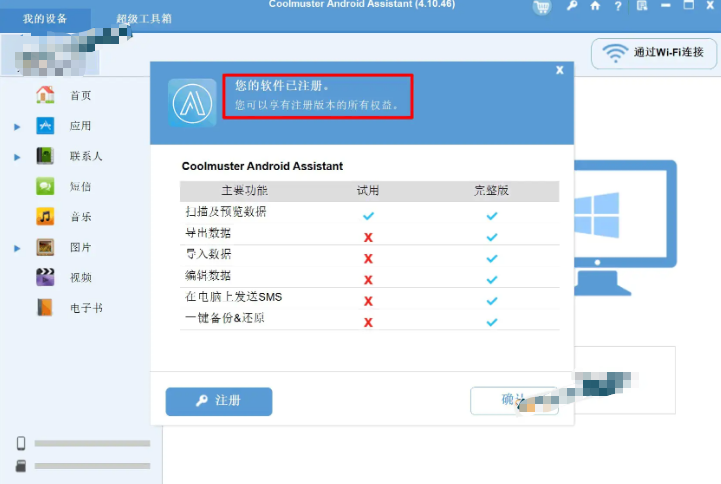 Coolmuster Android Assistant (4.10.46)
我的设备
超级工具箱
通过Wi-Fi连接
首页
应用
联系人
短信
音乐
图片
视频
电子书
您的软件已注册。
您可以享有注册版本的所有权益。
X
Coolmuster Android Assistant
主要功能 试用 完整版
扫描及预览数据
导出数据
导入数据
编辑数据
在电脑上发送SMS
一键备份&还原
注册
确